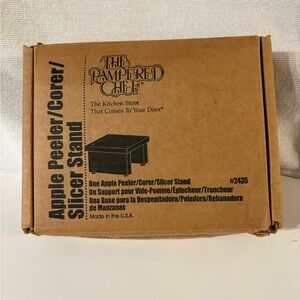 Apple Peeler/Corer/
Slicer Stand
THE
PAMPERED
CHEF®
The Kitchen Store
That Comes To Your Door®
One Apple Peeler/Corer/Slicer Stand #2435
Un Support pour Vide-Pomme/Éplucheur/Trancheur
Una Base para la Despepitadora/Peladora/Rebanadora
de Manzanas
Made in the U.S.A.